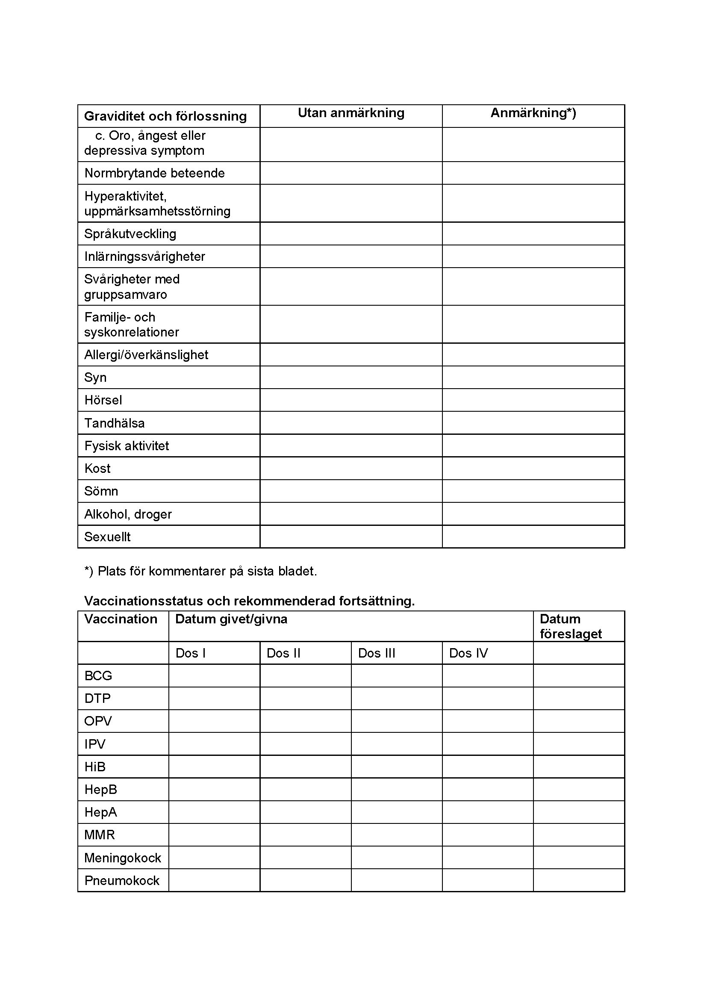 Graviditet och förlossning Utan anmärkning Anmärkning*)
c. Oro, ångest eller
depressiva symptom
Normbrytande beteende
Hyperaktivitet,
uppmärksamhetsstörning
Språkutveckling
Inlärningssvårigheter
Svårigheter med
gruppsamvaro
Familje- och
syskonrelationer
Allergi/överkänslighet
Syn
Hörsel
Tandhälsa
Fysisk aktivitet
Kost
Sömn
Alkohol, droger
Sexuellt
*) Plats för kommentarer på sista bladet.
Vaccinationsstatus och rekommenderad fortsättning.
Vaccination Datum givet/givna Datum
föreslaget
Dos I Dos II Dos III Dos IV
BCG
DTP
OPV
IPV
HiB
HepB
HepA
MMR
Meningokock
Pneumokock